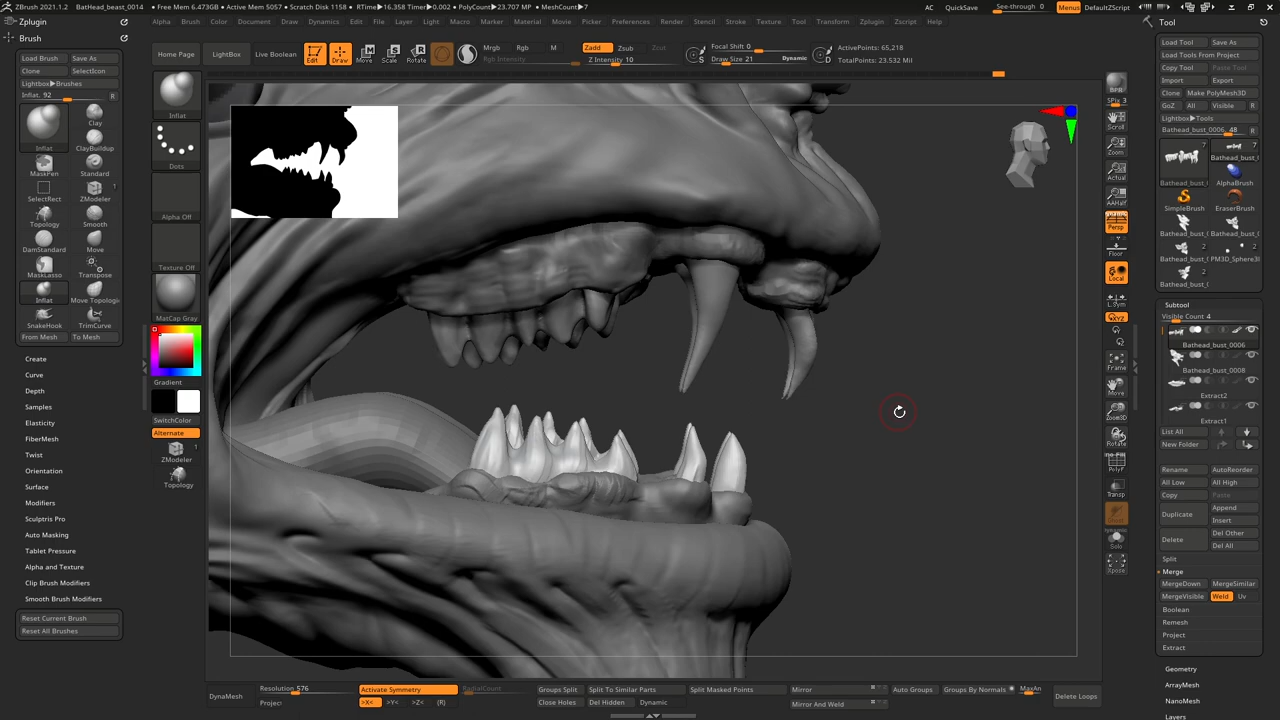 ZBrush 2021.1.2 BatHead_beast_0014 • Free Mem 6.473GB • Active Mem 5057 • Scratch Disk 1158 • RTime▶16.358 Timer▶0.002 • PolyCount▶23.707 MP • MeshCount▶7
AC QuickSave See-through 0 Menus DefaultZScript
Zplugin
Alpha Brush Color Document Draw Dynamics Edit File Layer Light Macro Marker Material Movie Picker Preferences Render Stencil Stroke Texture Tool Transform Zplugin Zscript Help
Tool
Brush
Load Brush Save As
Clone SelectIcon
Lightbox▶Brushes
Inflat. 92 R
Inflat
Clay
ClayBuildup
MaskPen Standard
SelectRect ZModeler 1
Topology Smooth
DamStandard Move
MaskLasso Transpose
Inflat Move Topologic
SnakeHook TrimCurve
From Mesh To Mesh
Create
Curve
Depth
Samples
Elasticity
FiberMesh
Twist
Orientation
Surface
Modifiers
Sculptris Pro
Auto Masking
Tablet Pressure
Alpha and Texture
Clip Brush Modifiers
Smooth Brush Modifiers
Reset Current Brush
Reset All Brushes
Home Page LightBox Live Boolean Edit Draw Move Scale Rotate
Mrgb Rgb M
Rgb Intensity
Zadd Zsub Zcut
Z Intensity 10
S
Focal Shift 0
Draw Size 21 Dynamic
D
ActivePoints: 65,218
TotalPoints: 23.532 Mil
Inflat
Dots
Alpha Off
Texture Off
MatCap Gray
Gradient
SwitchColor
Alternate
1
ZModeler
Topology
BPR
SPix 3
Scroll
Zoom
Actual
AAHalf
Persp
Floor
Local
L.Sym
XYZ
Frame
Move
Zoom3D
Rotate
PolyF
Transp
Dynamic
Solo
Xpose
Load Tool Save As
Load Tools From Project
Copy Tool Paste Tool
Import Export
Clone Make PolyMesh3D
GoZ All Visible R
Lightbox▶Tools
Bathead_bust_0006. 48 R
7 7
Bathead_bust_
Bathead_bust_( AlphaBrush
SimpleBrush EraserBrush
Bathead_bust_ Bathead_bust_
2 2
Bathead_bust_ PM3D_Sphere3I
2
Bathead_bust_
Subtool
Visible Count 4
Bathead_bust_0006
Bathead_bust_0008
Extract2
Extract1
List All
New Folder
Rename AutoReorder
All Low All High
Copy Paste
Duplicate Append
Insert
Delete Del Other
Del All
Split
Merge
MergeDown MergeSimilar
MergeVisible Weld Uv
Boolean
Remesh
Project
Extract
Geometry
ArrayMesh
NanoMesh
Layers
DynaMesh
Resolution 576
Project
Activate Symmetry RadialCount
>X< >Y< >Z< (R)
Groups Split Split To Similar Parts Split Masked Points
Close Holes Del Hidden Dynamic
Mirror
Mirror And Weld
Auto Groups Groups By Normals MaxAn
Delete Loops